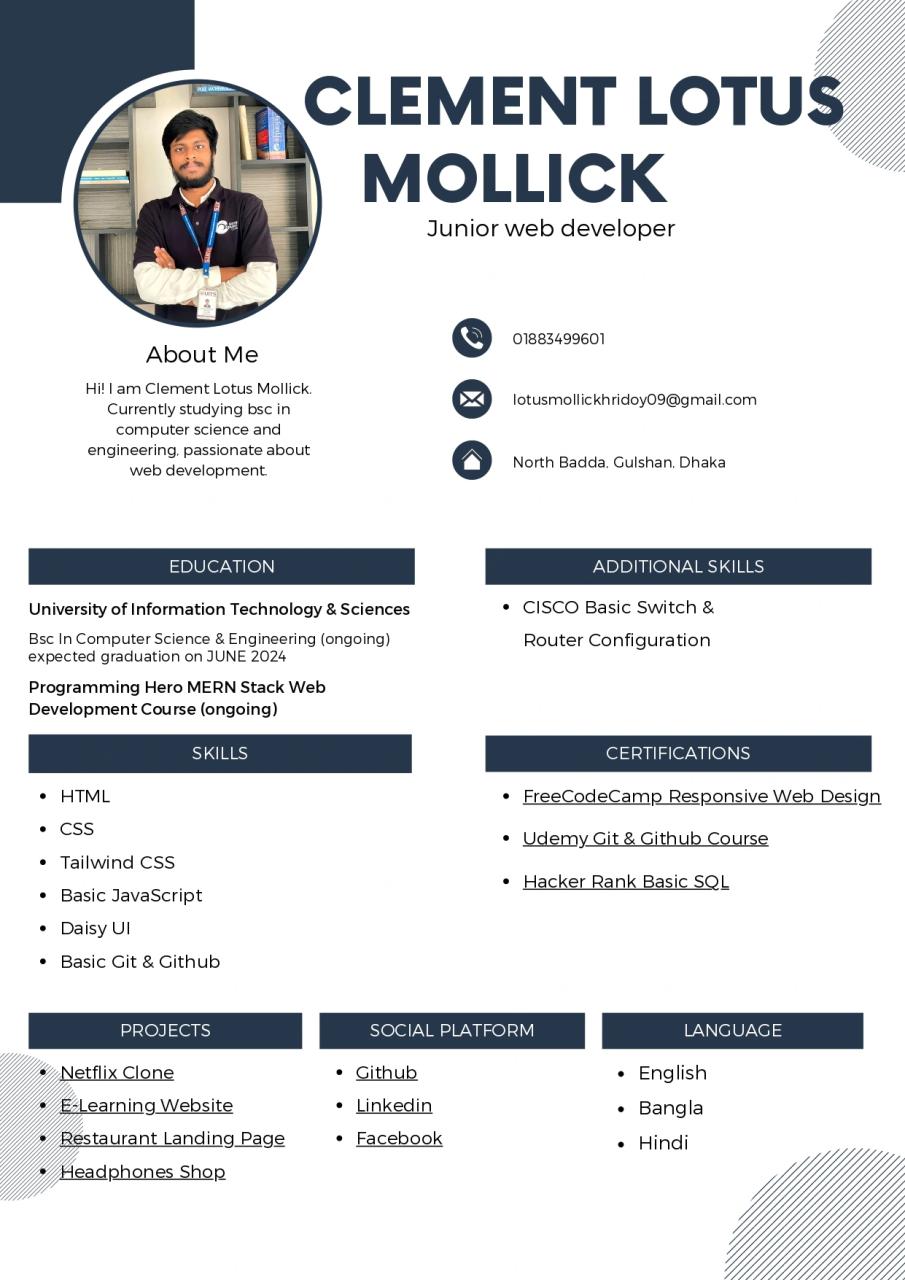 CLEMENT LOTUS
MOLLICK
Junior web developer
01883499601
lotusmollickhridoy09@gmail.com
North Badda. Gulshan. Dhaka
About Me
Hi! I am Clement Lotus Mollick.
Currently studying bsc in
computer science and
engineering, passionate about
web development.
EDUCATION
University of Information Technology & Sciences
Bsc In Computer Science & Engineering (ongoing)
expected graduation on JUNE 2024
Programming Hero MERN Stack Web
Development Course (ongoing)
ADDITIONAL SKILLS
• CISCO Basic Switch &
Router Configuration
SKILLS
• HTML
• CSS
• Tailwind CSS
• Basic JavaScript
• Daisy UI
• Basic Git & Github
CERTIFICATIONS
• FreeCodeCamp Responsive Web Design
• Udemy Git & Github Course
• Hacker Rank Basic SQL
PROJECTS
• Netflix Clone
• E-Learning Website
• Restaurant Landing Page
• Headphones Shop
SOCIAL PLATFORM
• Github
• Linkedin
• Facebook
LANGUAGE
• English
• Bangla
• Hindi